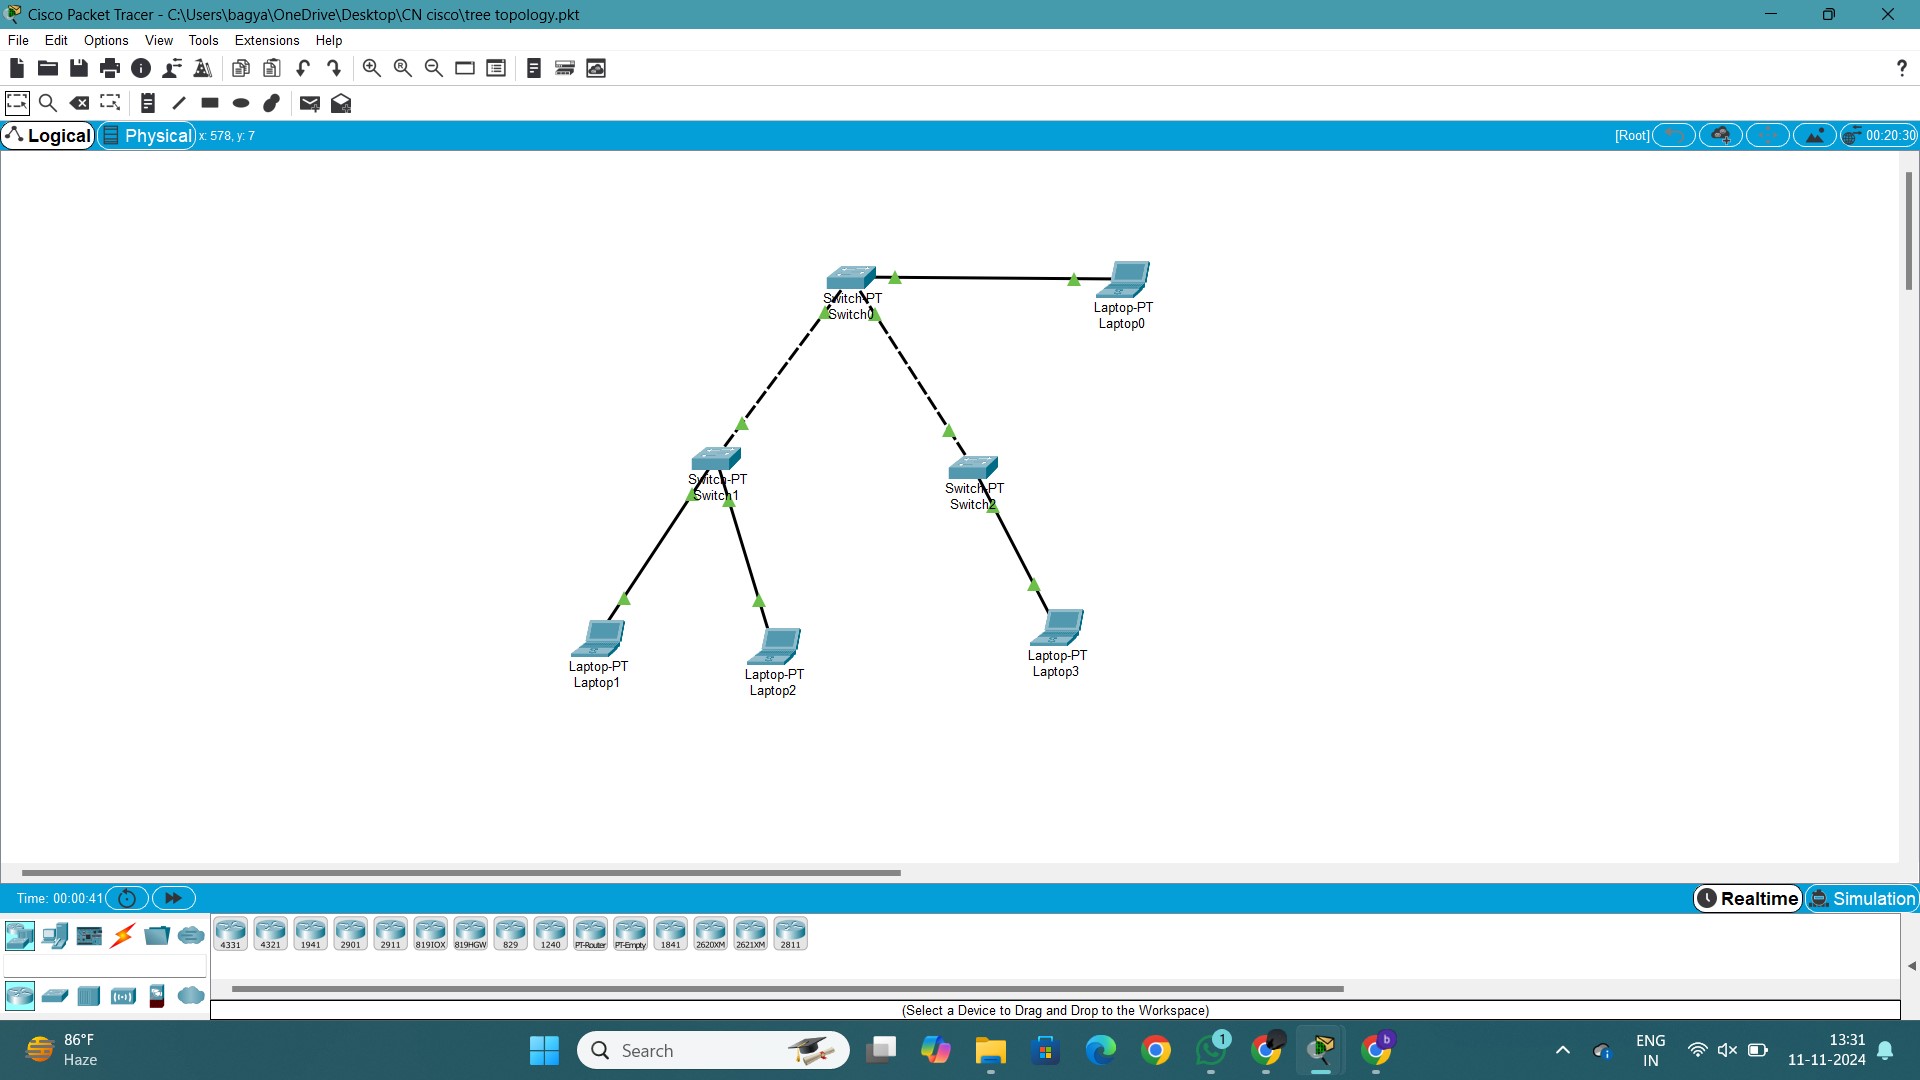 Cisco Packet Tracer - C:\Users\bagya\OneDrive\Desktop\CN cisco\tree topology.pkt
File Edit Options View Tools Extensions Help
?
Logical Physical x: 578, y: 7 [Root] 00:20:30
Switch-PT
Switch0
Laptop-PT
Laptop0
Switch-PT
Switch1
Switch-PT
Switch2
Laptop-PT
Laptop1
Laptop-PT
Laptop2
Laptop-PT
Laptop3
Time: 00:00:41 Realtime Simulation
4331 4321 1941 2901 2911 819IOX 819HGW 829 1240 PT-Router PT-Empty 1841 2620XM 2621XM 2811
(Select a Device to Drag and Drop to the Workspace)
86°F
Haze
Search
1
b
ENG
IN
13:31
11-11-2024